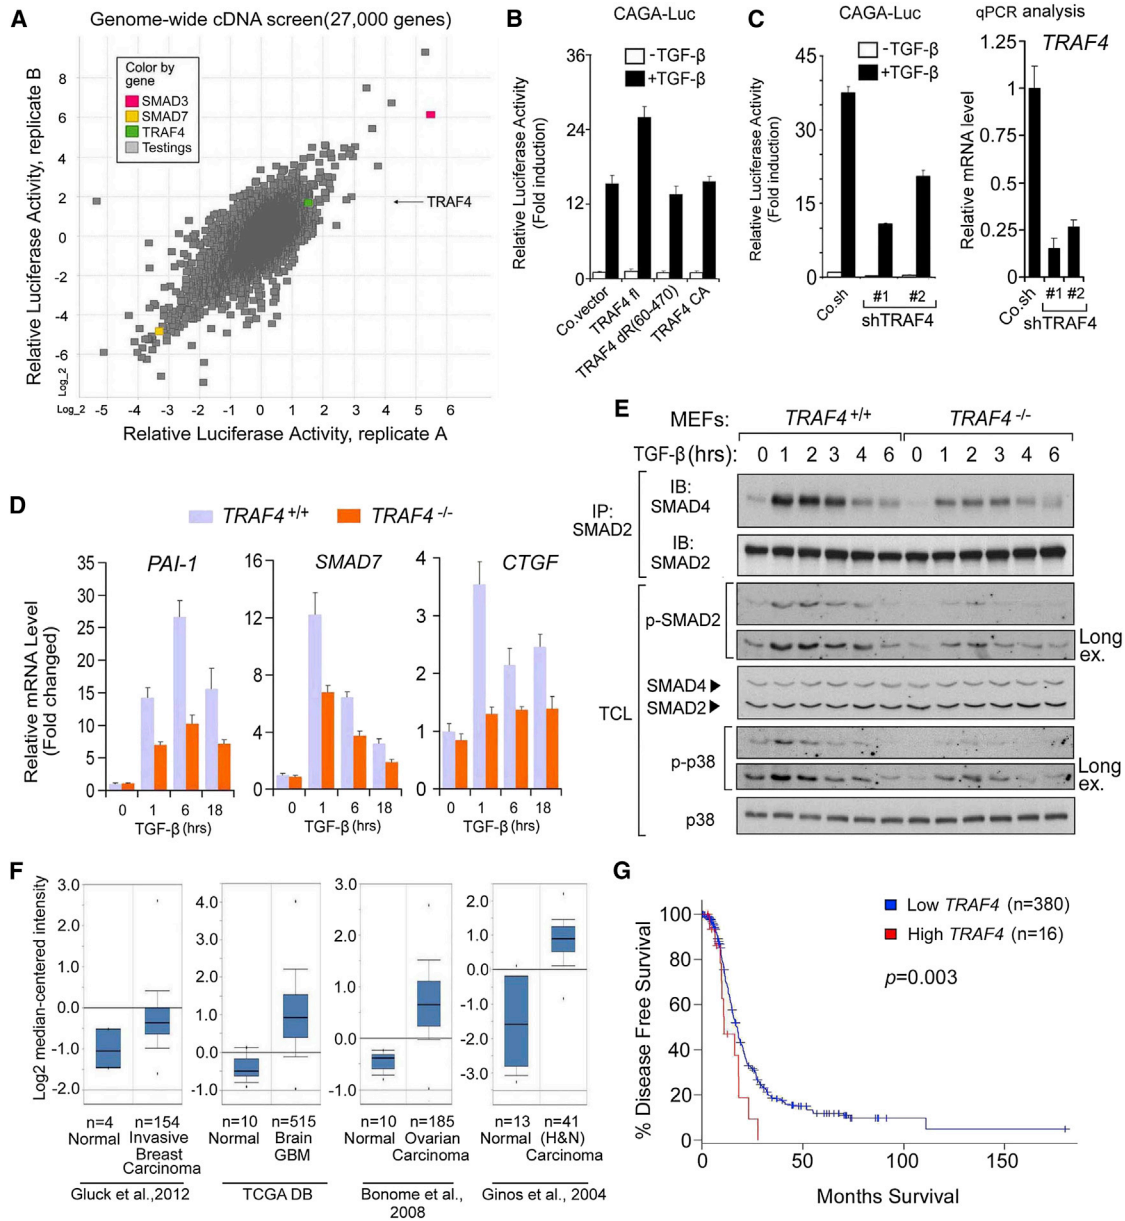 A
Genome-wide cDNA screen(27,000 genes)
Relative Luciferase Activity, replicate B
8
6
4
2
0
-2
-4
-6
Log_2
Color by
gene
SMAD3
SMAD7
TRAF4
Testings
TRAF4
Log_2 -5 -4 -3 -2 -1 0 1 2 3 4 5 6
Relative Luciferase Activity, replicate A
B
CAGA-Luc
-TGF-β
+TGF-β
Relative Luciferase Activity
(Fold induction)
36
24
12
0
Co.vector
TRAF4 fl
TRAF4 dR(60-470)
TRAF4 CA
C
CAGA-Luc
-TGF-β
+TGF-β
Relative Luciferase Activity
(Fold induction)
45
30
15
0
Co.sh
#1 #2
shTRAF4
qPCR analysis
TRAF4
Relative mRNA level
1.25
1
0.75
0.5
0.25
0
Co.sh
#1 #2
shTRAF4
D
TRAF4 +/+
TRAF4 -/-
Relative mRNA Level
(Fold changed)
PAI-1
35
30
25
20
15
10
5
0
0 1 6 18
TGF-β (hrs)
SMAD7
16
12
8
4
0
0 1 6 18
TGF-β (hrs)
CTGF
4
3
2
1
0
0 1 6 18
TGF-β (hrs)
E
MEFs: TRAF4 +/+ TRAF4 -/-
TGF-β (hrs): 0 1 2 3 4 6 0 1 2 3 4 6
IP:
SMAD2
IB:
SMAD4
IB:
SMAD2
TCL
p-SMAD2
Long
ex.
SMAD4
SMAD2
p-p38
Long
ex.
p38
F
Log2 median-centered intensity
3.0
2.0
1.0
0.0
-1.0
-2.0
n=4 n=154
Normal Invasive
Breast
Carcinoma
Gluck et al.,2012
4.0
3.0
2.0
1.0
0.0
-1.0
n=10 n=515
Normal Brain
GBM
TCGA DB
3.0
2.0
1.0
0.0
-1.0
n=10 n=185
Normal Ovarian
Carcinoma
Bonome et al.,
2008
2.0
1.0
0.0
-1.0
-2.0
-3.0
n=13 n=41
Normal (H&N)
Carcinoma
Ginos et al., 2004
G
% Disease Free Survival
100
80
60
40
20
0
Low TRAF4 (n=380)
High TRAF4 (n=16)
p=0.003
0 50 100 150
Months Survival